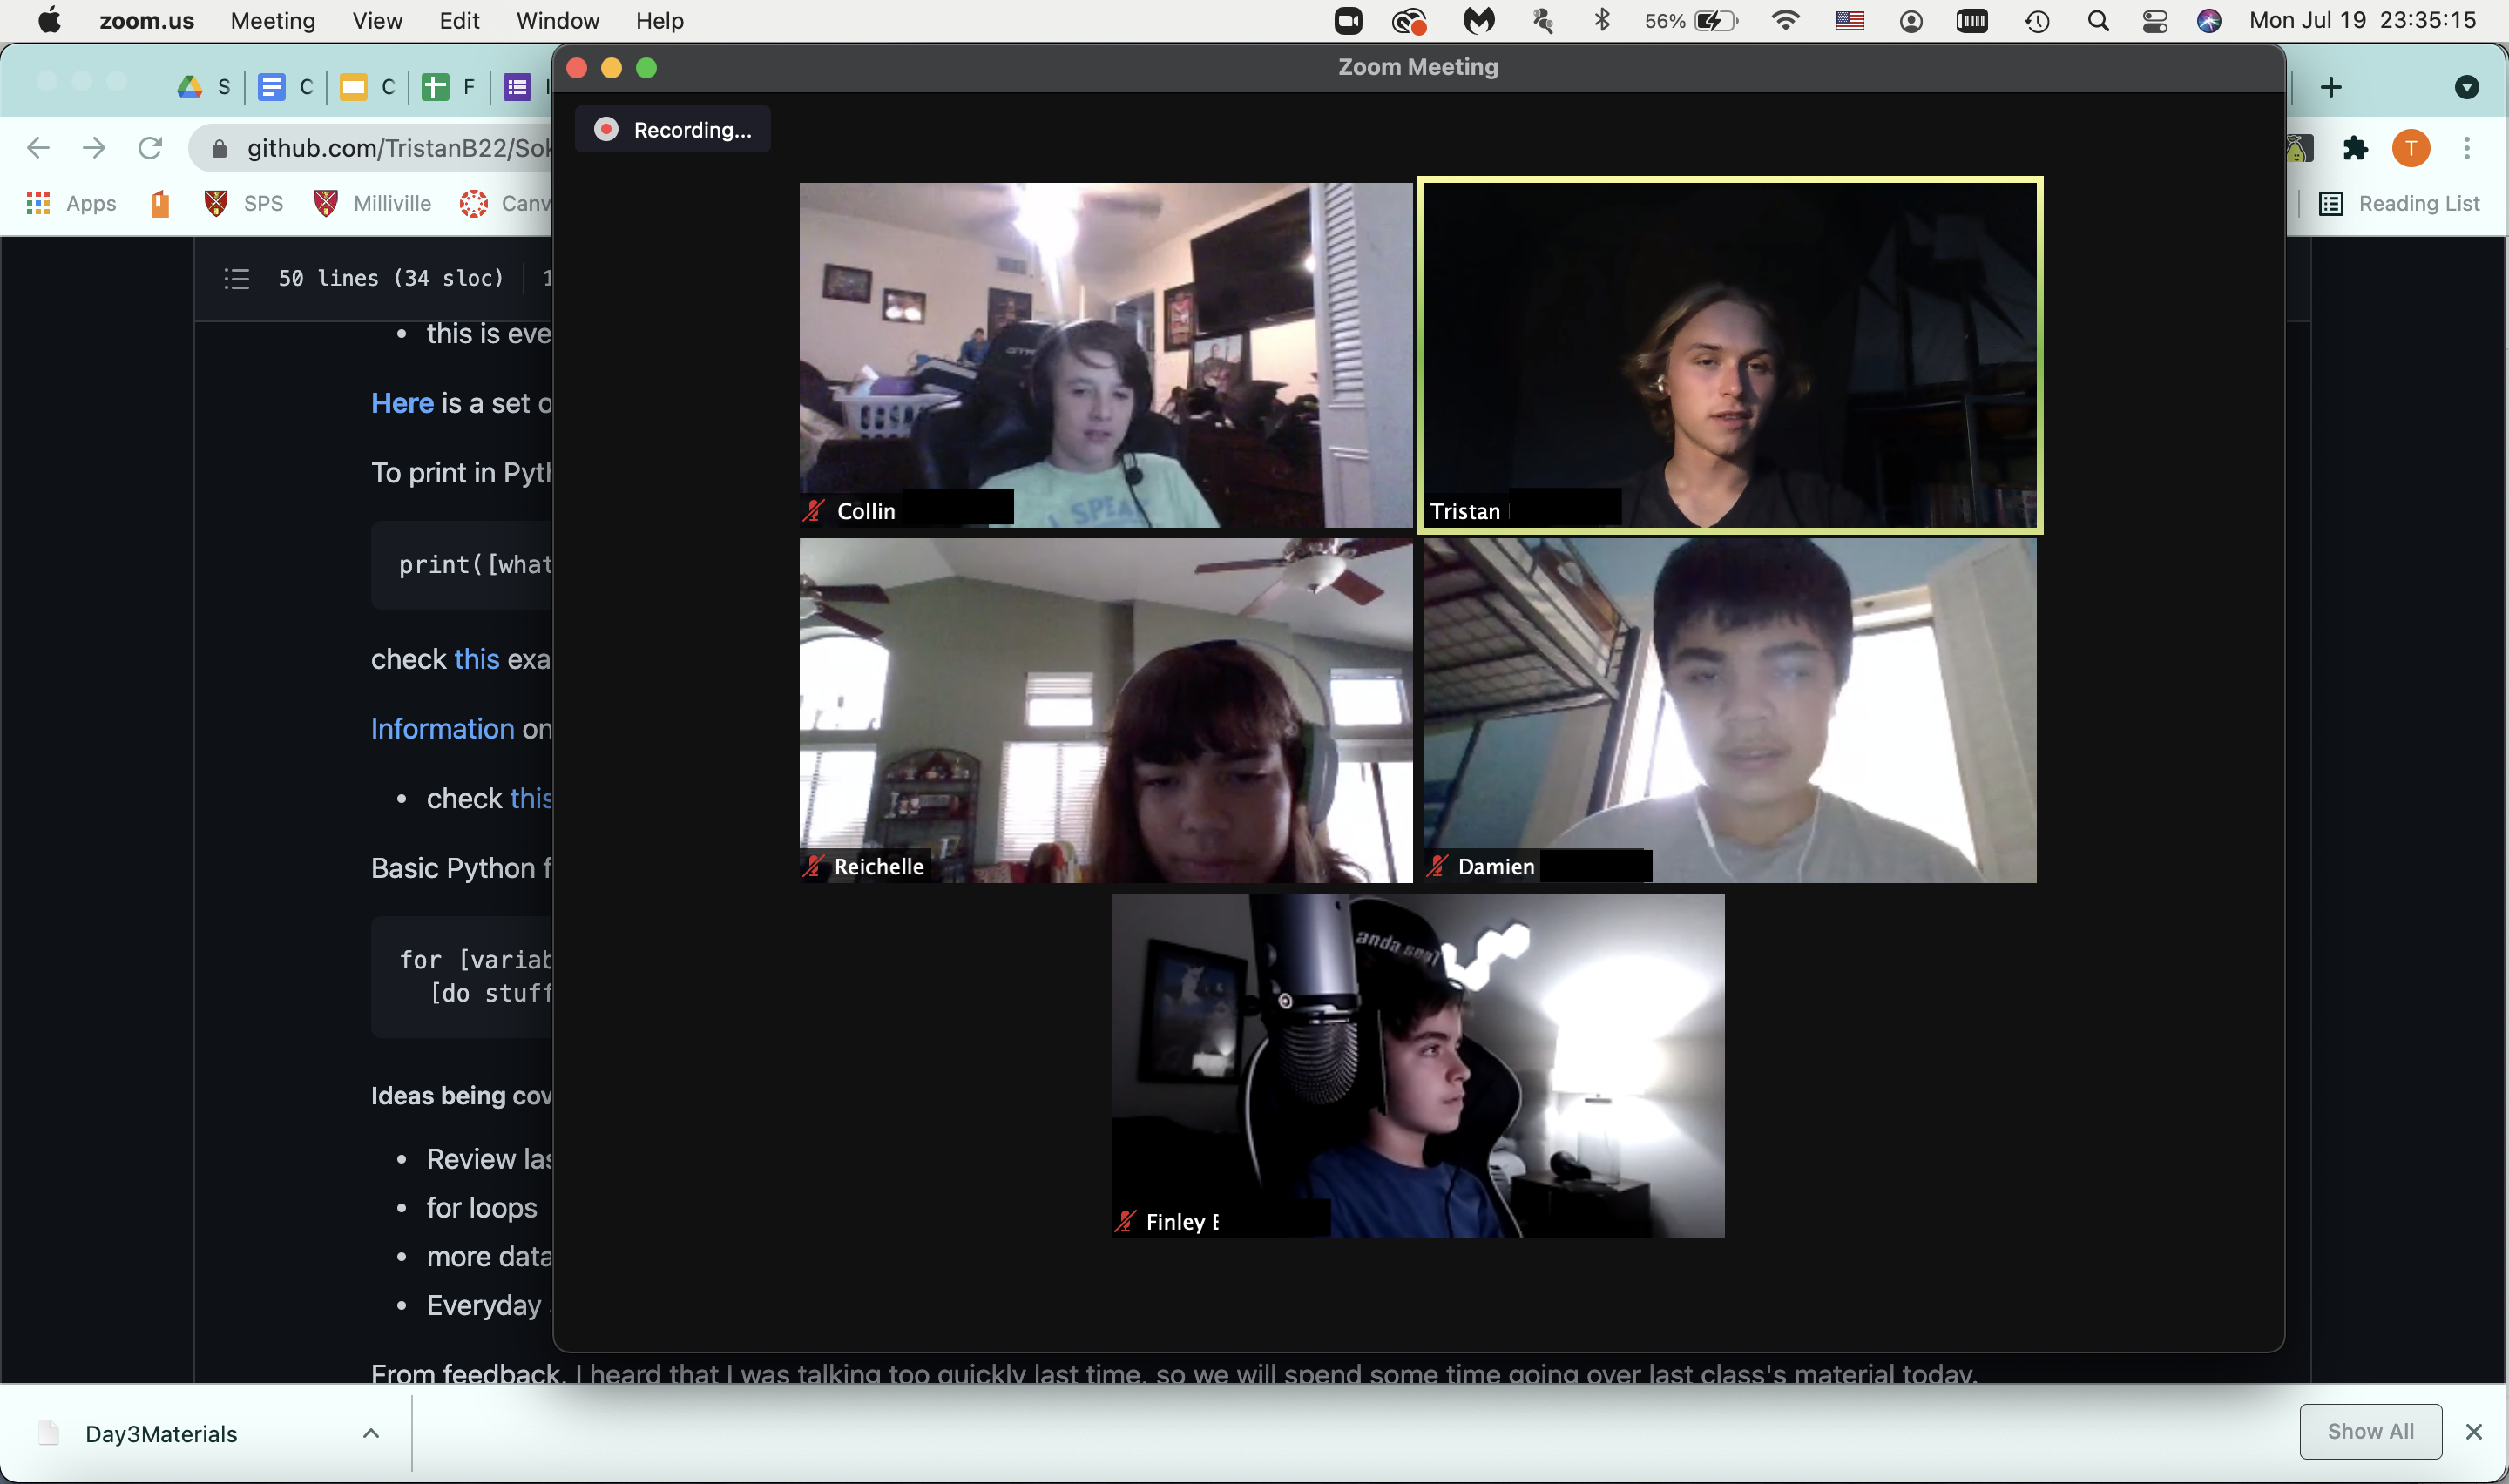 zoom.us Meeting View Edit Window Help 56% Mon Jul 19 23:35:15
S C C F
Zoom Meeting
github.com/TristanB22/Sok
T
Recording...
Apps SPS Milliville Canv
Reading List
50 lines (34 sloc) 1
this is eve
Here is a set o
To print in Pyth
print([what
check this exa
Information on
check this
Basic Python f
for [variab
[do stuff
Ideas being cov
Review las
for loops
more data
Everyday a
From feedback, I heard that I was talking too quickly last time, so we will spend some time going over last class's material today.
I SPEAK
Collin
Tristan
Reichelle
Damien
Finley E
Day3Materials
Show All